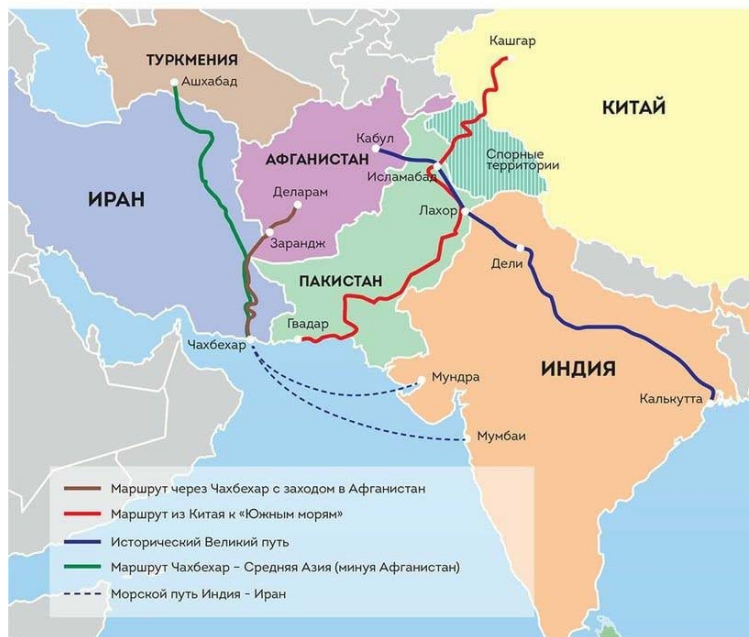 Кашгар
ТУРКМЕНИЯ
Ашхабад
КИТАЙ
Кабул
АФГАНИСТАН
Спорные
территории
Исламабад
ИРАН
Деларам
Лахор
Зарандж
Дели
ПАКИСТАН
Гвадар
Чахбехар
ИНДИЯ
Мундра
Калькутта
Мумбаи
Маршрут через Чахбехар с заходом в Афганистан
Маршрут из Китая к «Южным морям»
Исторический Великий путь
Маршрут Чахбехар – Средняя Азия (минуя Афганистан)
Морской путь Индия - Иран